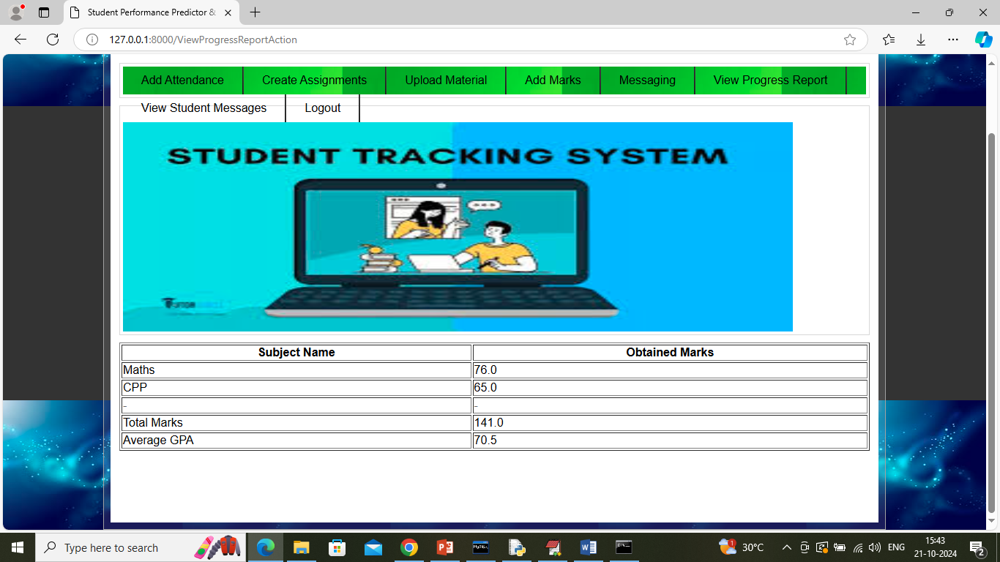 Student Performance Predictor &
127.0.0.1:8000/ViewProgressReportAction
Add Attendance Create Assignments Upload Material Add Marks Messaging View Progress Report
View Student Messages Logout
STUDENT TRACKING SYSTEM
Subject Name Obtained Marks
Maths 76.0
CPP 65.0
- -
Total Marks 141.0
Average GPA 70.5
Type here to search
1 30°C ENG 15:43
21-10-2024 2